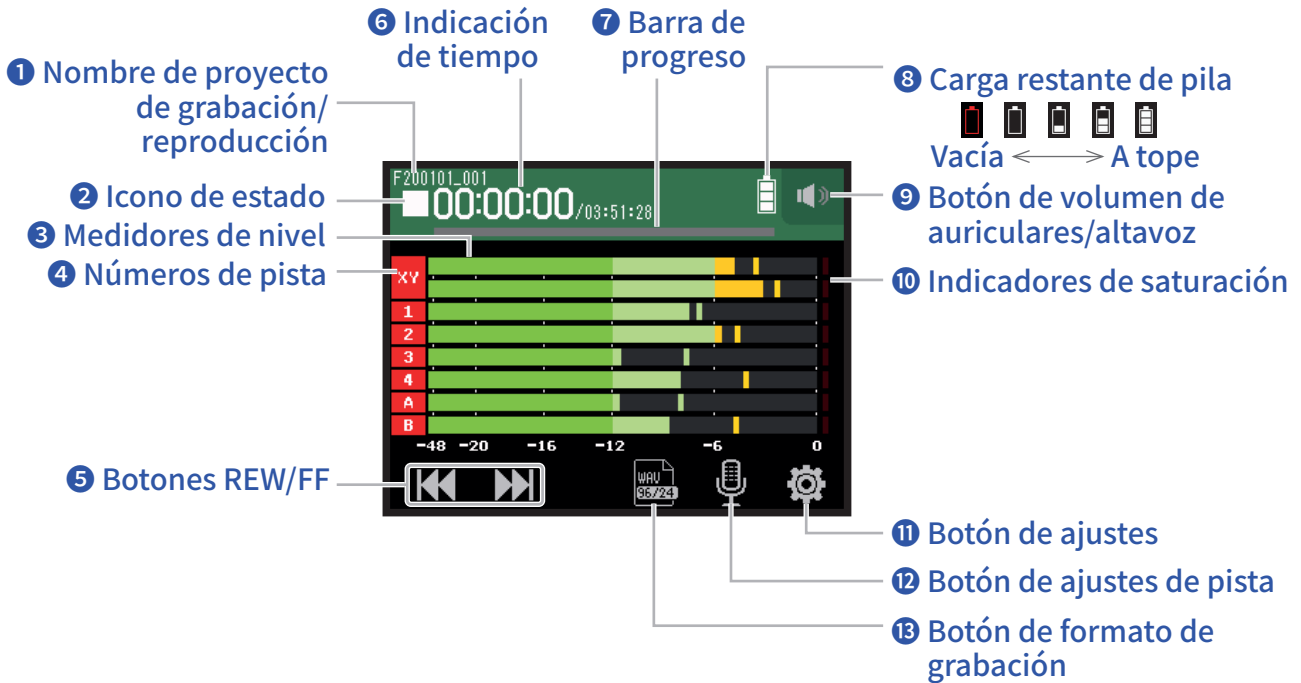 ❻ Indicación
de tiempo
❼ Barra de
progreso
❶ Nombre de proyecto
de grabación/
reproducción
❽ Carga restante de pila
Vacía
A tope
❷ Icono de estado
❸ Medidores de nivel
❹ Números de pista
❾ Botón de volumen de
auriculares/altavoz
❿ Indicadores de saturación
F200101_001
00:00:00/03:51:28
XY
1
2
3
4
A
B
-48 -20 -16 -12 -6 0
❺ Botones REW/FF
WAV
96/24
⓫ Botón de ajustes
⓬ Botón de ajustes de pista
⓭ Botón de formato de
grabación